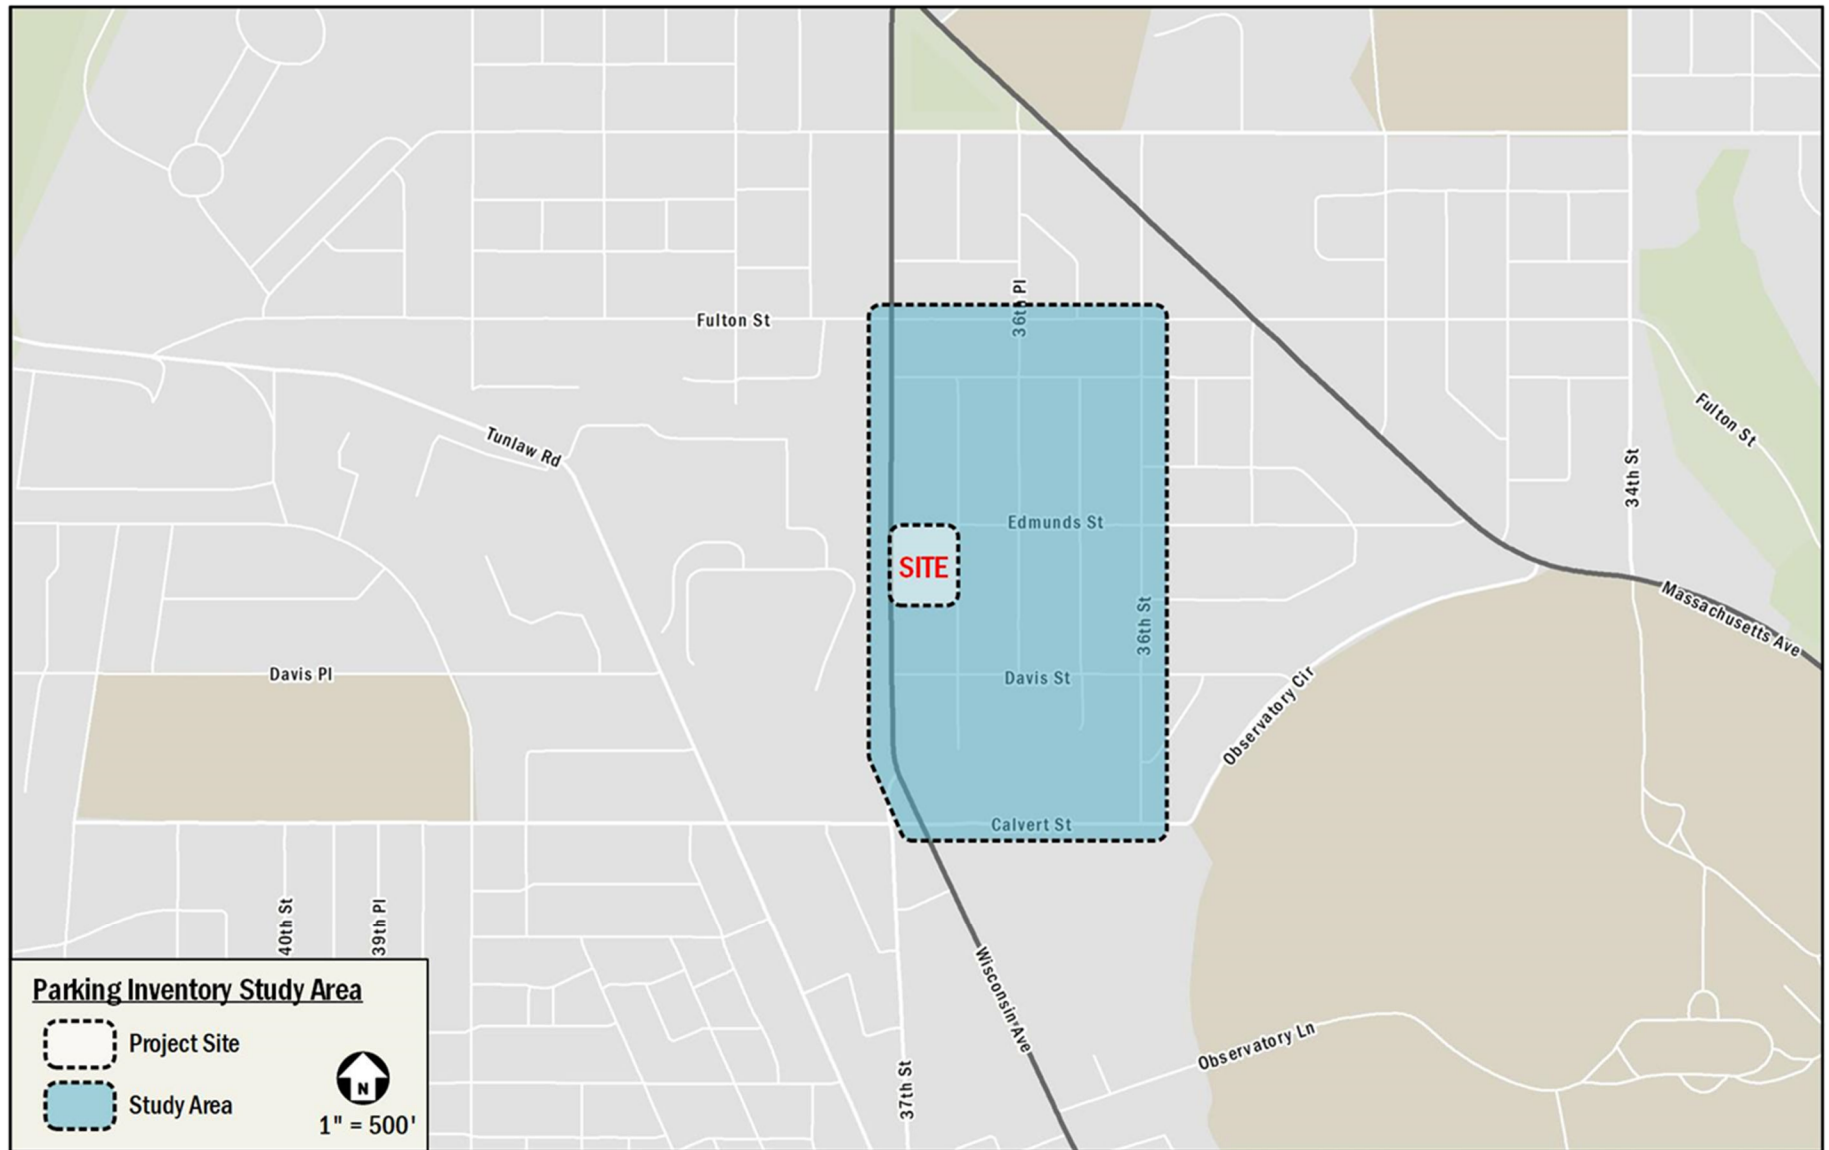 36th Pl
Fulton St
Fulton St
Tunlaw Rd
34th St
Edmunds St
SITE
Massachusetts Ave
36th St
Davis Pl
Davis St
Observatory Cir
Calvert St
40th St
39th Pl
Wisconsin Ave
Parking Inventory Study Area
Project Site
Observatory Ln
37th St
Study Area
N
1" = 500'